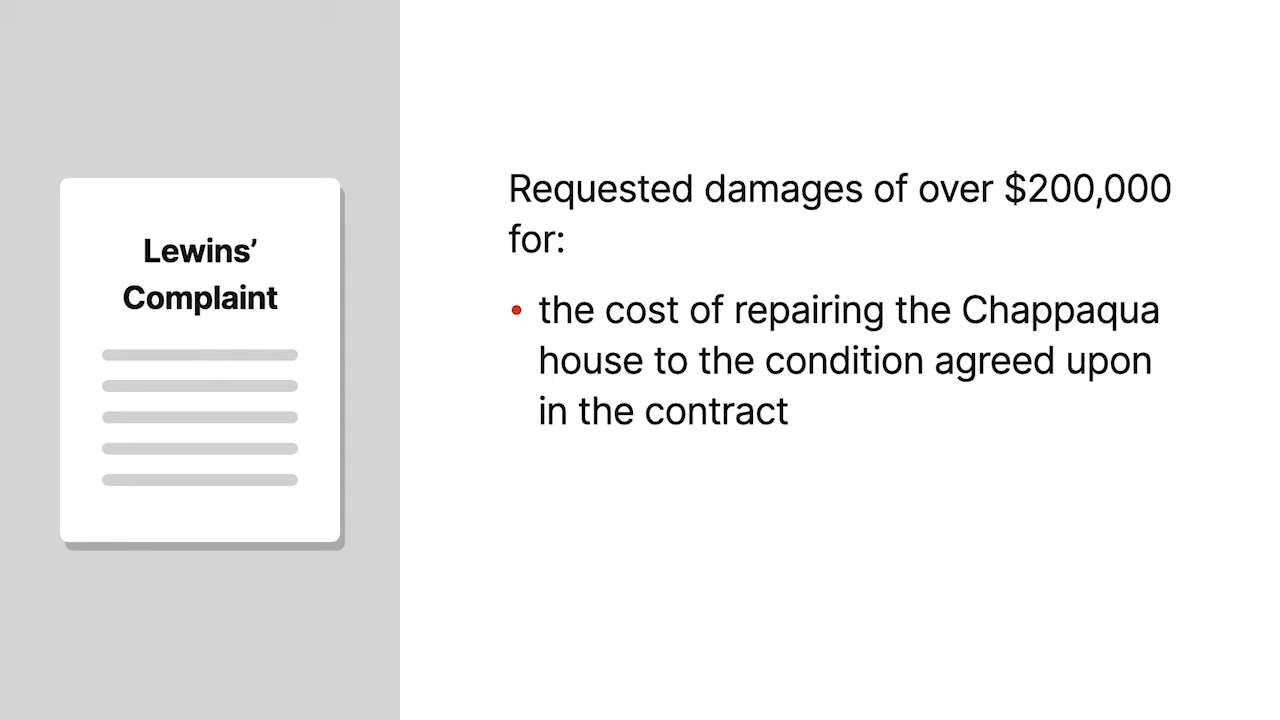 Lewins’
Complaint
Requested damages of over $200,000
for:
• the cost of repairing the Chappaqua
house to the condition agreed upon
in the contract